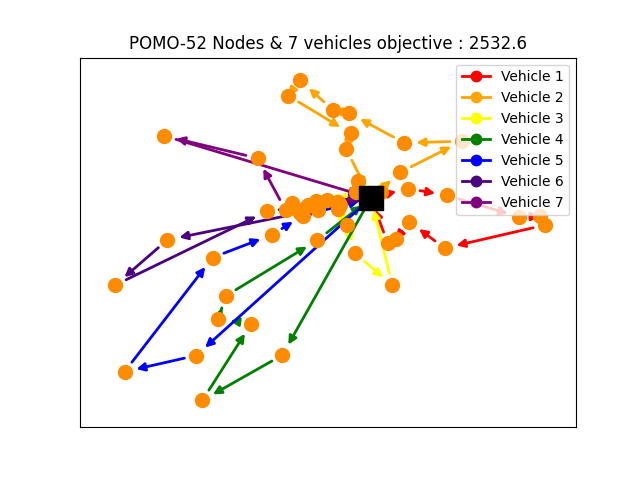 POMO-52 Nodes & 7 vehicles objective : 2532.6
Vehicle 1
Vehicle 2
Vehicle 3
Vehicle 4
Vehicle 5
Vehicle 6
Vehicle 7